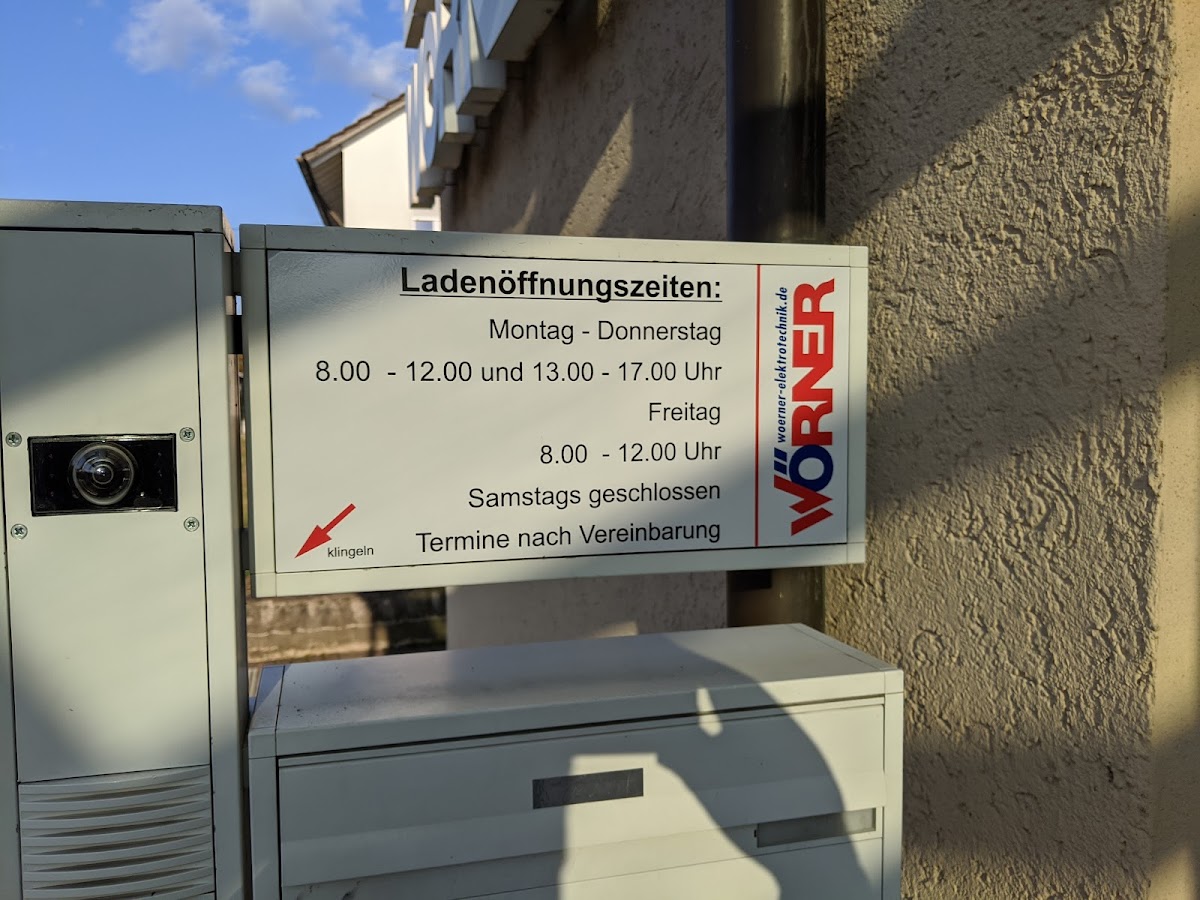 Ladenöffnungszeiten:
Montag - Donnerstag
8.00 - 12.00 und 13.00 - 17.00 Uhr
Freitag
8.00 - 12.00 Uhr
Samstags geschlossen
Termine nach Vereinbarung
klingeln
WÖRNER
woerner-elektrotechnik.de